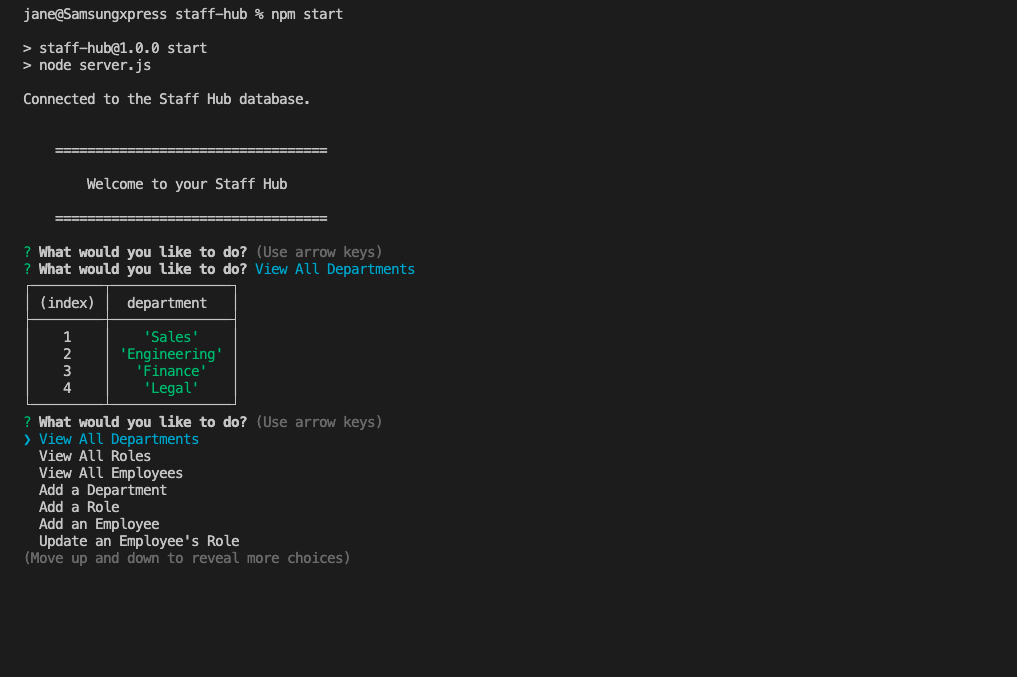 jane@Samsungxpress staff-hub % npm start
> staff-hub@1.0.0 start
> node server.js
Connected to the Staff Hub database.
==================================
Welcome to your Staff Hub
==================================
? What would you like to do? (Use arrow keys)
? What would you like to do? View All Departments
(index) department
1 'Sales'
2 'Engineering'
3 'Finance'
4 'Legal'
? What would you like to do? (Use arrow keys)
❯ View All Departments
View All Roles
View All Employees
Add a Department
Add a Role
Add an Employee
Update an Employee's Role
(Move up and down to reveal more choices)